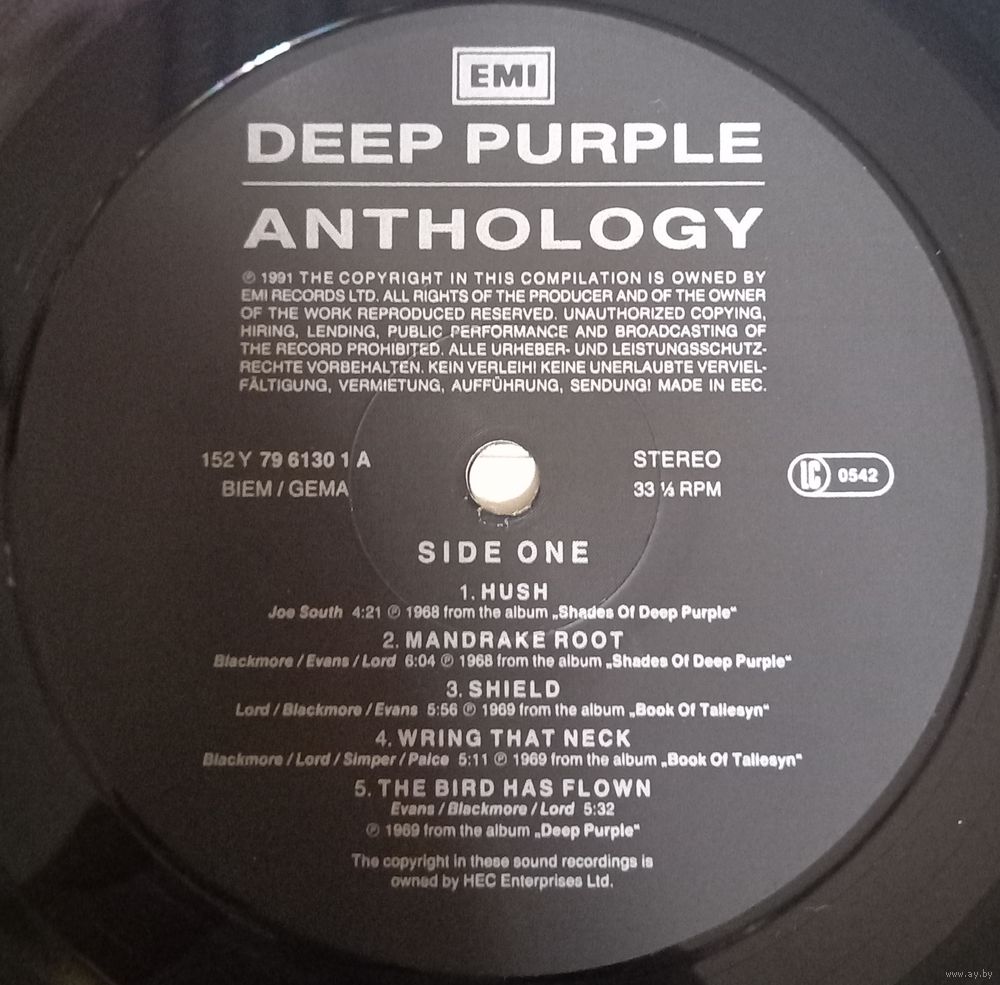 EMI
DEEP PURPLE
ANTHOLOGY
℗ 1991 THE COPYRIGHT IN THIS COMPILATION IS OWNED BY
EMI RECORDS LTD. ALL RIGHTS OF THE PRODUCER AND OF THE OWNER
OF THE WORK REPRODUCED RESERVED. UNAUTHORIZED COPYING,
HIRING, LENDING, PUBLIC PERFORMANCE AND BROADCASTING OF
THE RECORD PROHIBITED. ALLE URHEBER- UND LEISTUNGSSCHUTZ-
RECHTE VORBEHALTEN. KEIN VERLEIH! KEINE UNERLAUBTE VERVIEL-
FÄLTIGUNG, VERMIETUNG, AUFFÜHRUNG, SENDUNG! MADE IN EEC.
152 Y 79 6130 1 A
BIEM / GEMA
STEREO
33 ⅓ RPM
LC 0542
SIDE ONE
1. HUSH
Joe South 4:21 ℗ 1968 from the album „Shades Of Deep Purple“
2. MANDRAKE ROOT
Blackmore / Evans / Lord 6:04 ℗ 1968 from the album „Shades Of Deep Purple“
3. SHIELD
Lord / Blackmore / Evans 5:56 ℗ 1969 from the album „Book Of Taliesyn“
4. WRING THAT NECK
Blackmore / Lord / Simper / Paice 5:11 ℗ 1969 from the album „Book Of Taliesyn“
5. THE BIRD HAS FLOWN
Evans / Blackmore / Lord 5:32
℗ 1969 from the album „Deep Purple“
The copyright in these sound recordings is
owned by HEC Enterprises Ltd.
www.ay.by